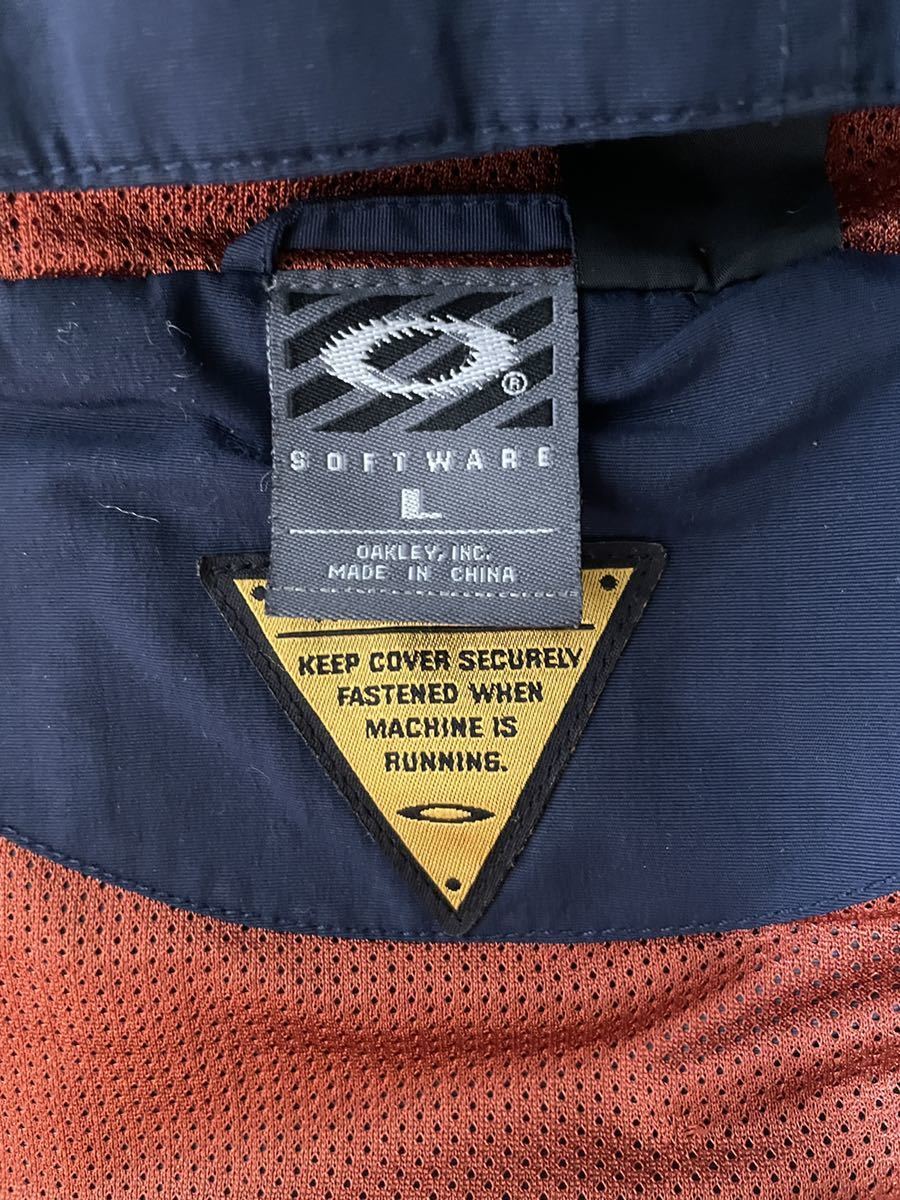 ®
SOFTWARE
L
OAKLEY, INC.
MADE IN CHINA
KEEP COVER SECURELY
FASTENED WHEN
MACHINE IS
RUNNING.